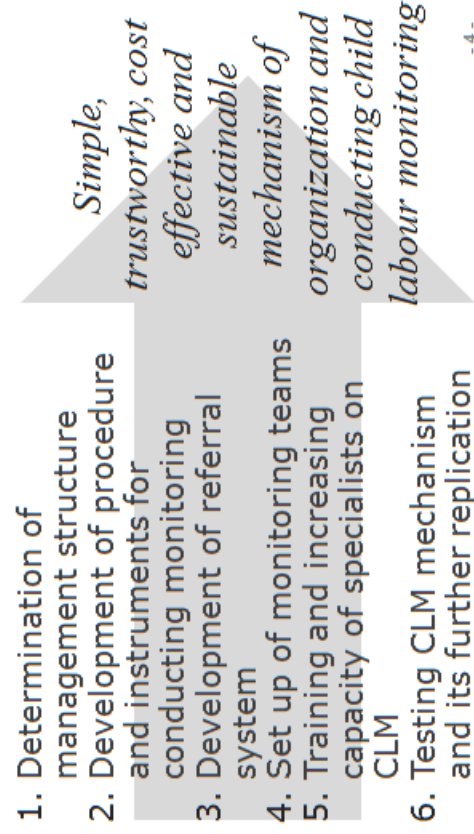 1. Determination of
management structure
2. Development of procedure
and instruments for
conducting monitoring
3. Development of referral
system
4. Set up of monitoring teams
5. Training and increasing
capacity of specialists on
CLM
6. Testing CLM mechanism
and its further replication
Simple,
trustworthy, cost
effective and
sustainable
mechanism of
organization and
conducting child
labour monitoring
-4-